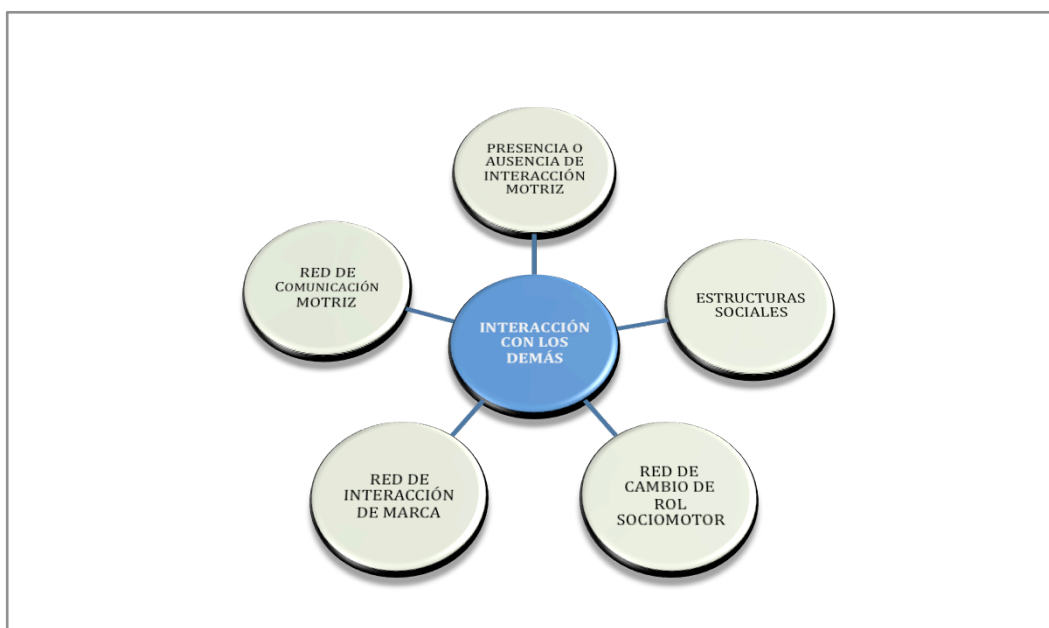 PRESENCIA O
AUSENCIA DE
INTERACCIÓN
MOTRIZ
RED DE
COMUNICACIÓN
MOTRIZ
ESTRUCTURAS
SOCIALES
INTERACCIÓN
CON LOS
DEMÁS
RED DE
INTERACCIÓN
DE MARCA
RED DE
CAMBIO DE
ROL
SOCIOMOTOR